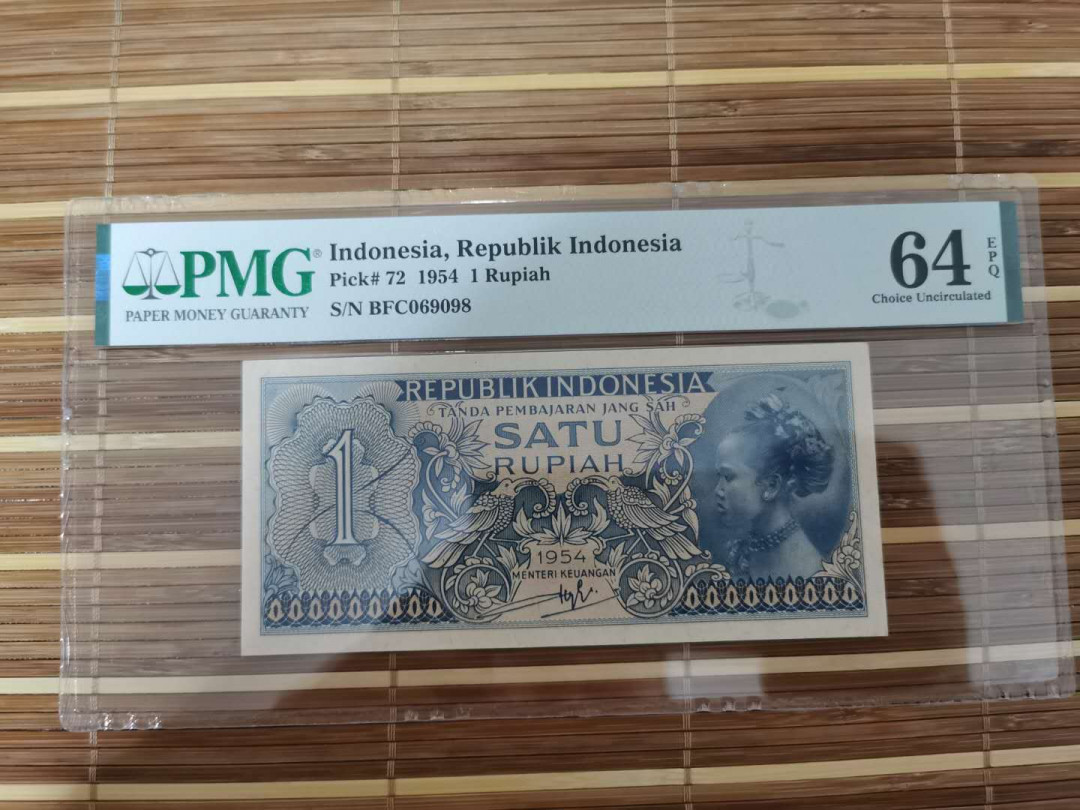 PMG®
PAPER MONEY GUARANTY
Indonesia, Republik Indonesia
Pick# 72 1954 1 Rupiah
S/N BFC069098
64
EPQ
Choice Uncirculated
REPUBLIK INDONESIA
TANDA PEMBAJARAN JANG SAH
SATU
RUPIAH
1
1954
MENTERI KEUANGAN